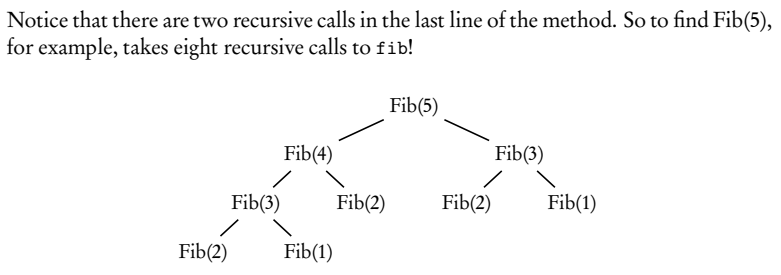 Notice that there are two recursive calls in the last line of the method. So to find Fib(5),
for example, takes eight recursive calls to fib!
Fib(5)
Fib(4) Fib(3)
Fib(3) Fib(2) Fib(2) Fib(1)
Fib(2) Fib(1)